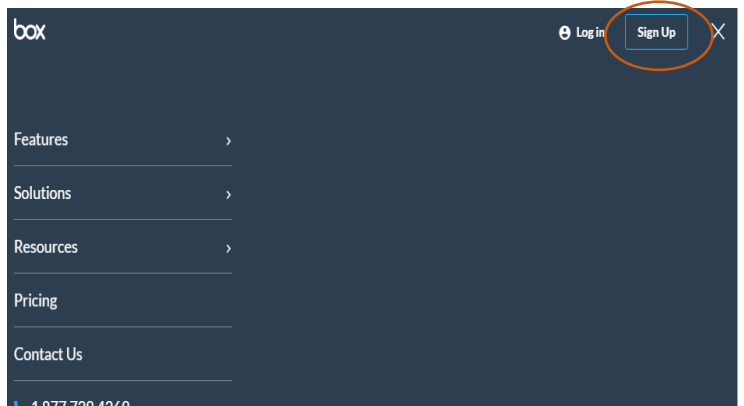 box
Log in
Sign Up
Features
Solutions
Resources
Pricing
Contact Us